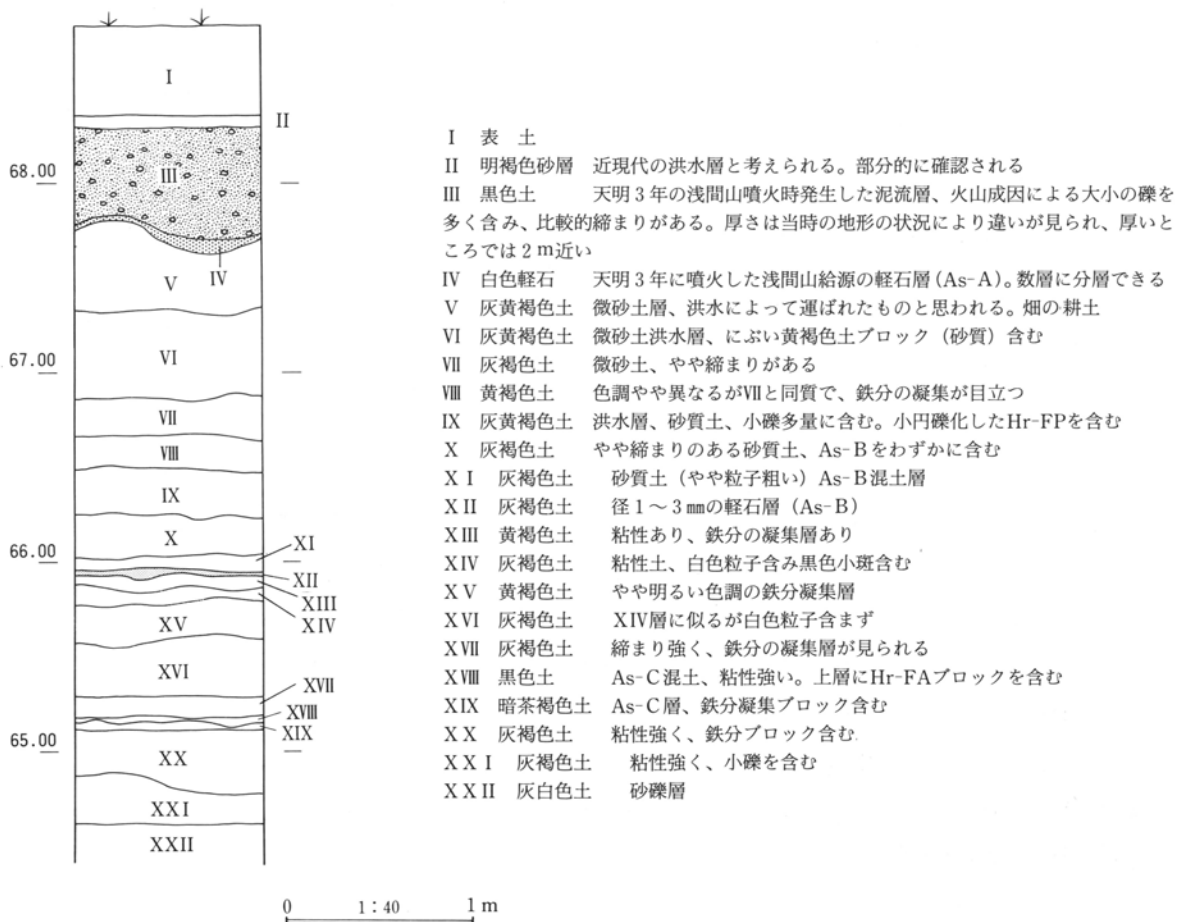 I
II
68.00
III
IV
V
67.00
VI
VII
VIII
IX
X
66.00
XI
XII
XIII
XIV
XV
XVI
XVII
XVIII
XIX
65.00
XX
XXI
XXII
0 1:40 1 m
I 表 土
II 明褐色砂層 近現代の洪水層と考えられる。部分的に確認される
III 黒色土 天明3年の浅間山噴火時発生した泥流層、火山成因による大小の礫を
多く含み、比較的締まりがある。厚さは当時の地形の状況により違いが見られ、厚いと
ころでは2m近い
IV 白色軽石 天明3年に噴火した浅間山給源の軽石層(As-A)。数層に分層できる
V 灰黄褐色土 微砂土層、洪水によって運ばれたものと思われる。畑の耕土
VI 灰黄褐色土 微砂土洪水層、にぶい黄褐色土ブロック(砂質)含む
VII 灰褐色土 微砂土、やや締まりがある
VIII 黄褐色土 色調やや異なるがVIIと同質で、鉄分の凝集が目立つ
IX 灰黄褐色土 洪水層、砂質土、小礫多量に含む。小円礫化したHr-FPを含む
X 灰褐色土 やや締まりのある砂質土、As-Bをわずかに含む
XI 灰褐色土 砂質土(やや粒子粗い)As-B混土層
XII 灰褐色土 径1〜3㎜の軽石層(As-B)
XIII 黄褐色土 粘性あり、鉄分の凝集層あり
XIV 灰褐色土 粘性土、白色粒子含み黒色小斑含む
XV 黄褐色土 やや明るい色調の鉄分凝集層
XVI 灰褐色土 XIV層に似るが白色粒子含まず
XVII 灰褐色土 締まり強く、鉄分の凝集層が見られる
XVIII 黒色土 As-C混土、粘性強い。上層にHr-FAブロックを含む
XIX 暗茶褐色土 As-C層、鉄分凝集ブロック含む
XX 灰褐色土 粘性強く、鉄分ブロック含む
XXI 灰褐色土 粘性強く、小礫を含む
XXII 灰白色土 砂礫層